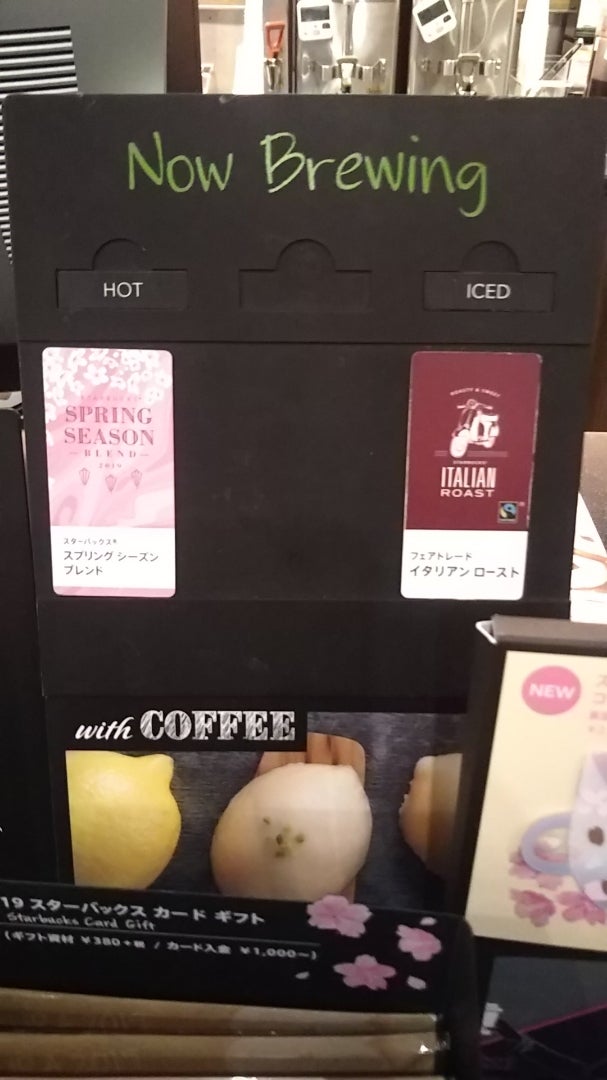 Now Brewing
HOT
ICED
STARBUCKS®
SPRING
SEASON
BLEND
2019
スターバックス®
スプリング シーズン
ブレンド
ROASTY & SWEET
STARBUCKS®
ITALIAN
ROAST
フェアトレード
イタリアン ロースト
with COFFEE
NEW
19 スターバックス カード ギフト
Starbucks Card Gift
(ギフト資材 ¥380+税 / カード入金 ¥1,000~)